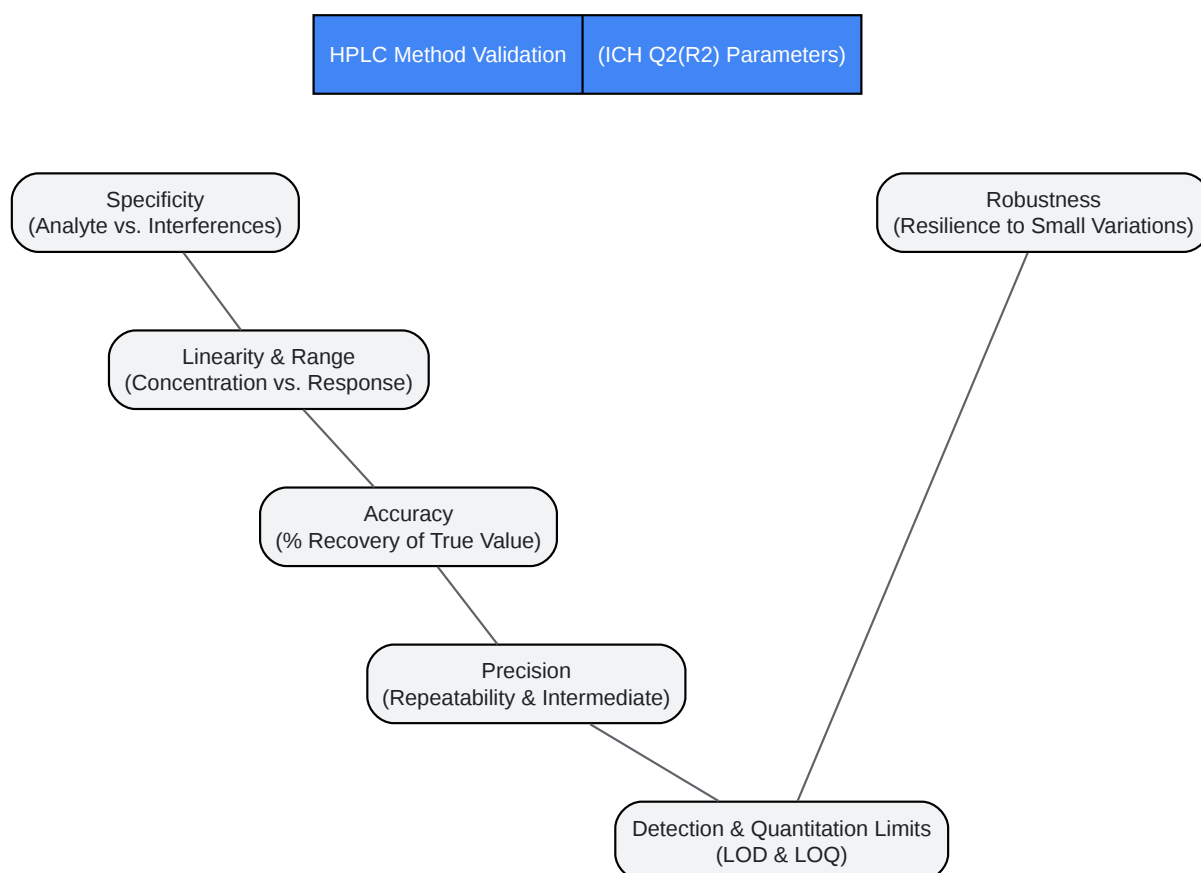 HPLC Method Validation
(ICH Q2(R2) Parameters)
Specificity
(Analyte vs. Interferences)
Robustness
(Resilience to Small Variations)
Linearity & Range
(Concentration vs. Response)
Accuracy
(% Recovery of True Value)
Precision
(Repeatability & Intermediate)
Detection & Quantitation Limits
(LOD & LOQ)